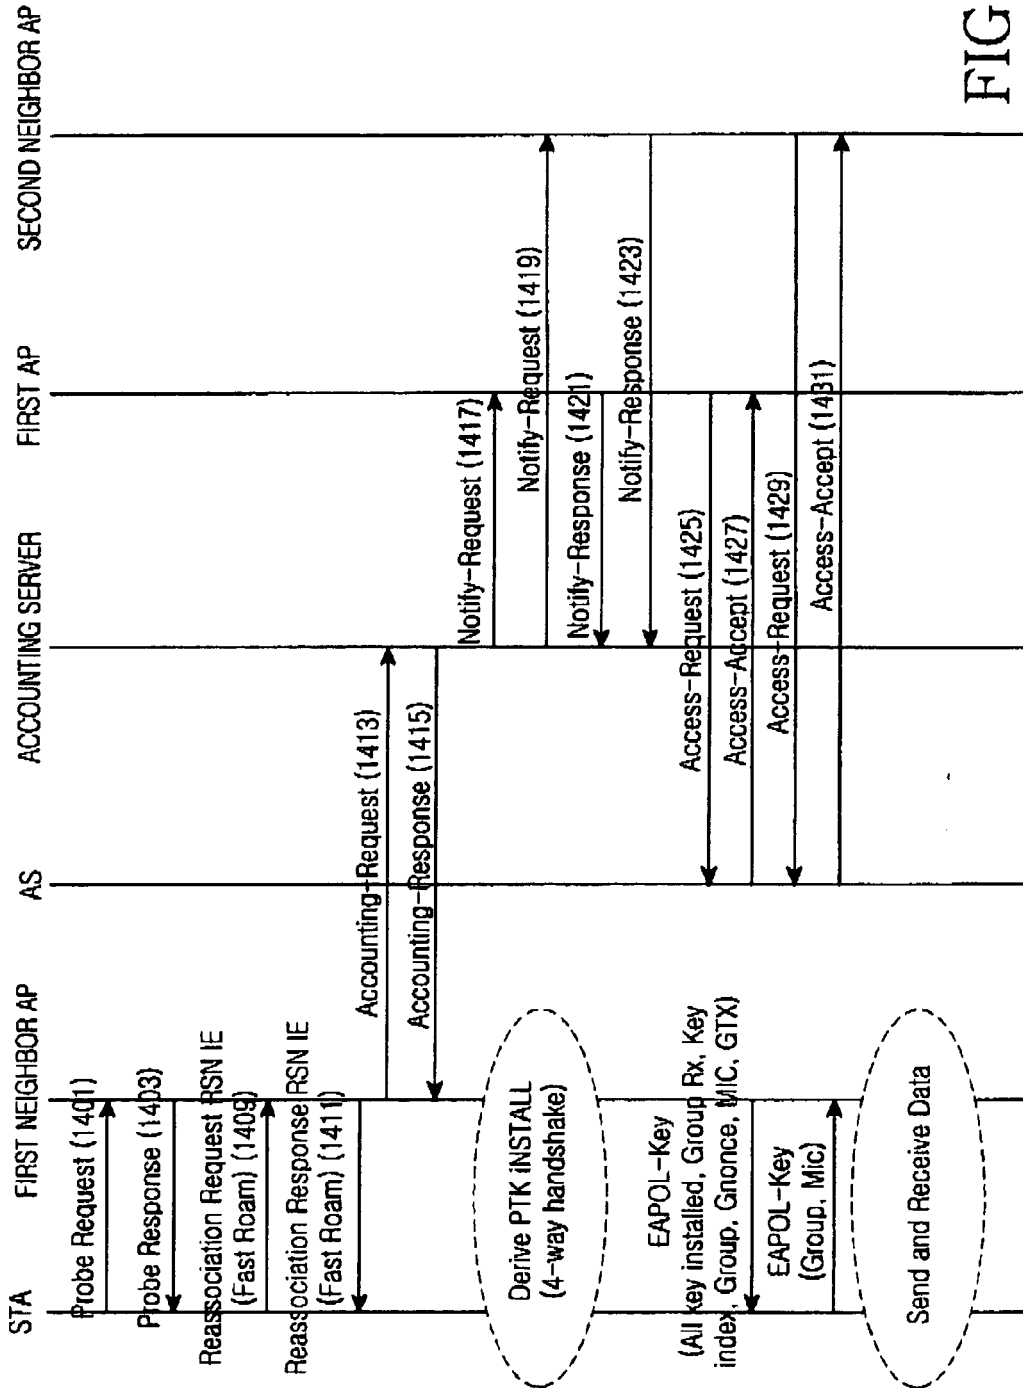 STA
FIRST NEIGHBOR AP
AS
ACCOUNTING SERVER
FIRST AP
SECOND NEIGHBOR AP
Probe Request (1401)
Probe Response (1403)
Reassociation Request RSN IE
(Fast Roam) (1409)
Reassociation Response RSN IE
(Fast Roam) (1411)
Accounting-Request (1413)
Accounting-Response (1415)
Notify-Request (1417)
Notify-Request (1419)
Derive PTK INSTALL
(4-way handshake)
Notify-Response (1421)
Notify-Response (1423)
EAPOL-Key
(All key installed, Group Rx, Key
index, Group, Gnonce, MIC, GTX)
Access-Request (1425)
Access-Accept (1427)
EAPOL-Key
(Group, Mic)
Access-Request (1429)
Access-Accept (1431)
Send and Receive Data
FIG